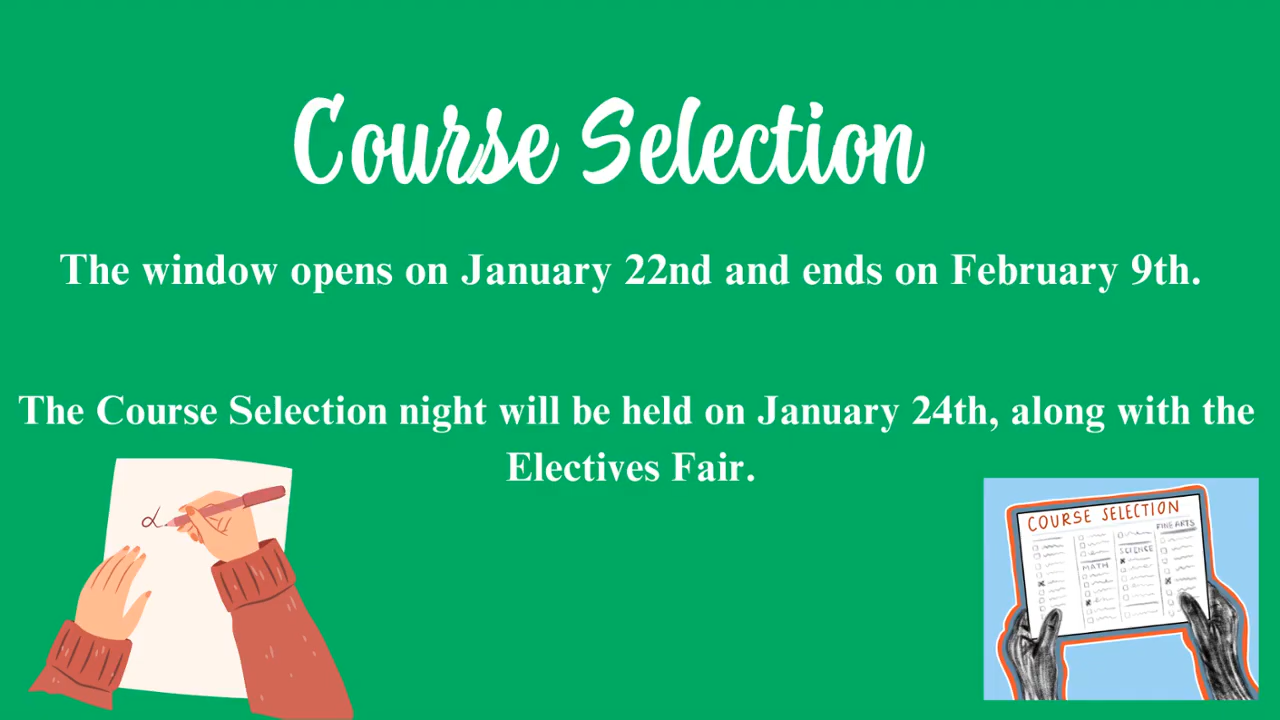 Course Selection
The window opens on January 22nd and ends on February 9th.
The Course Selection night will be held on January 24th, along with the
Electives Fair.
COURSE SELECTION
FINE ARTS
SCIENCE
MATH